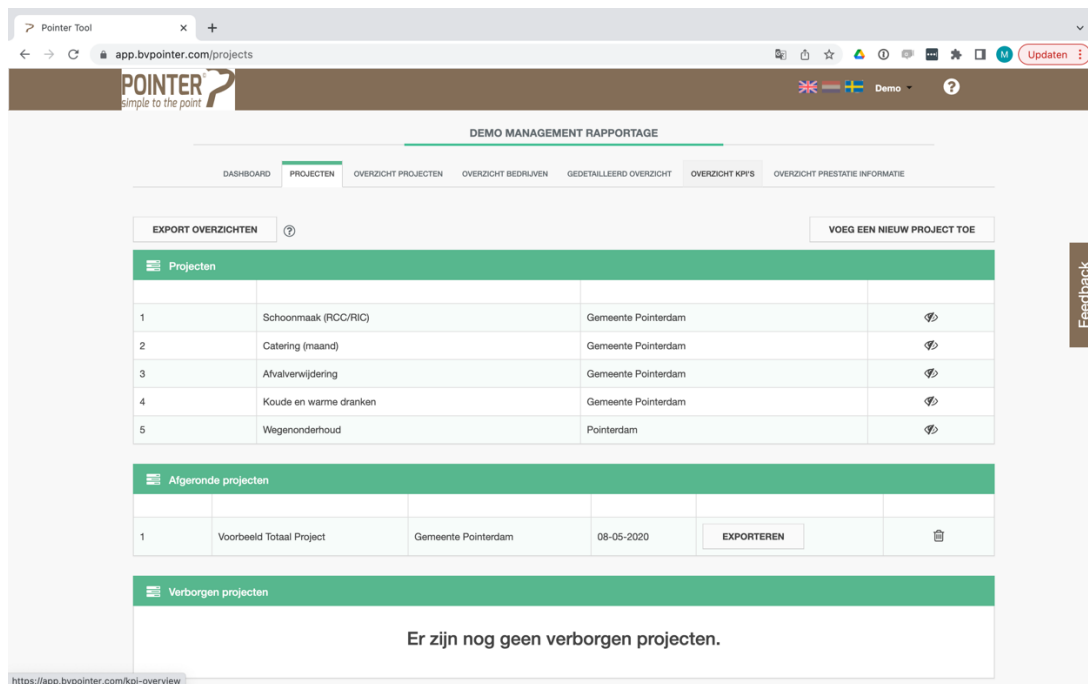 Pointer Tool
app.bvpointer.com/projects
M
Updaten
POINTER
simple to the point
Demo
?
DEMO MANAGEMENT RAPPORTAGE
DASHBOARD PROJECTEN OVERZICHT PROJECTEN OVERZICHT BEDRIJVEN GEDETAILLEERD OVERZICHT OVERZICHT KPI'S OVERZICHT PRESTATIE INFORMATIE
EXPORT OVERZICHTEN ? VOEG EEN NIEUW PROJECT TOE
Feedback
Projecten
1 Schoonmaak (RCC/RIC) Gemeente Pointerdam
2 Catering (maand) Gemeente Pointerdam
3 Afvalverwijdering Gemeente Pointerdam
4 Koude en warme dranken Gemeente Pointerdam
5 Wegenonderhoud Pointerdam
Afgeronde projecten
1 Voorbeeld Totaal Project Gemeente Pointerdam 08-05-2020 EXPORTEREN
Verborgen projecten
Er zijn nog geen verborgen projecten.
https://app.bvpointer.com/kpi-overview